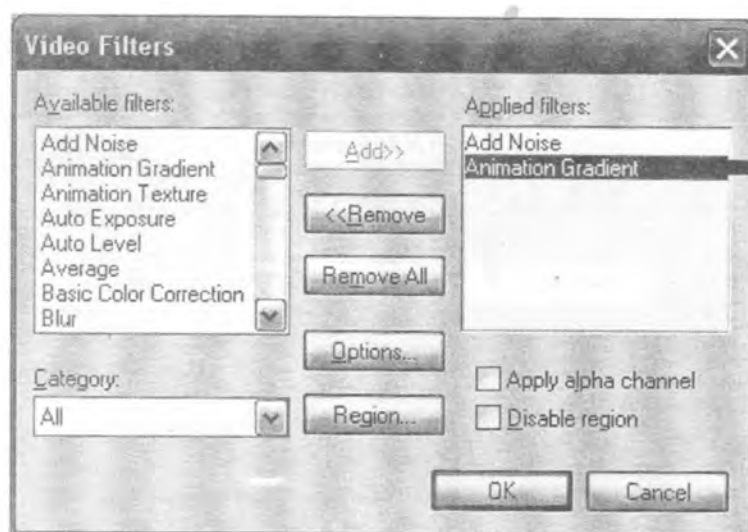 Video Filters
Available filters:
Add Noise
Animation Gradient
Animation Texture
Auto Exposure
Auto Level
Average
Basic Color Correction
Blur
Category:
All
Add>>
<<Remove
Remove All
Options...
Region...
Applied filters:
Add Noise
Animation Gradient
Apply alpha channel
Disable region
OK
Cancel